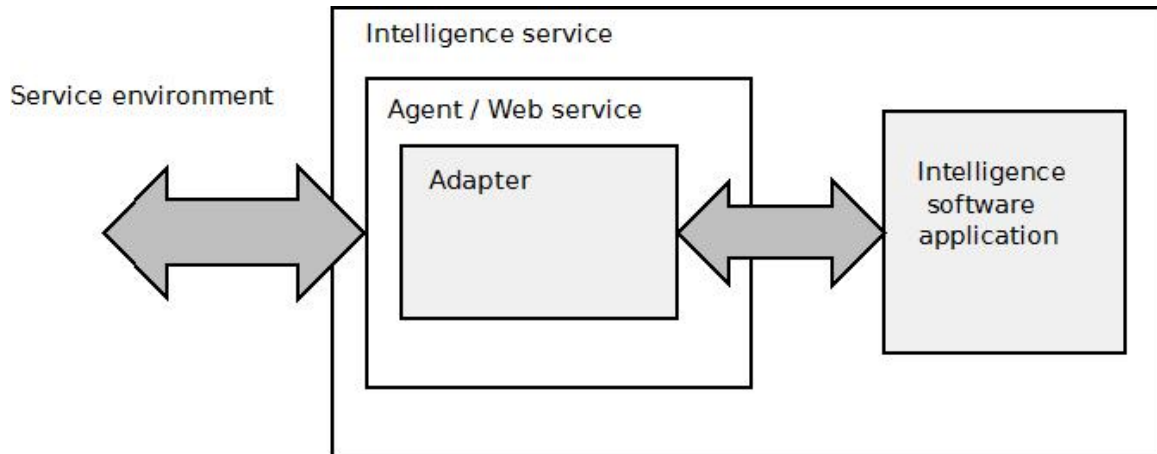 Intelligence service
Service environment
Agent / Web service
Adapter
Intelligence
software
application